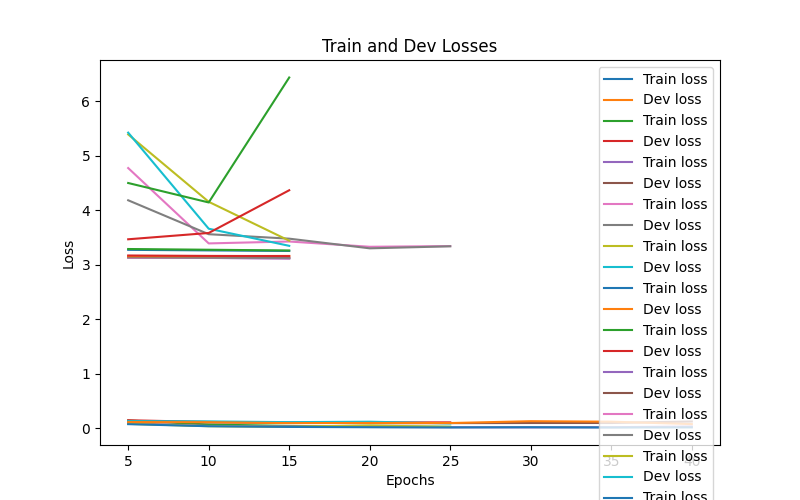 Train and Dev Losses
Loss
6
5
4
3
2
1
0
5
10
15
20
25
30
35
40
Epochs
Train loss
Dev loss
Train loss
Dev loss
Train loss
Dev loss
Train loss
Dev loss
Train loss
Dev loss
Train loss
Dev loss
Train loss
Dev loss
Train loss
Dev loss
Train loss
Dev loss
Train loss
Dev loss
Train loss